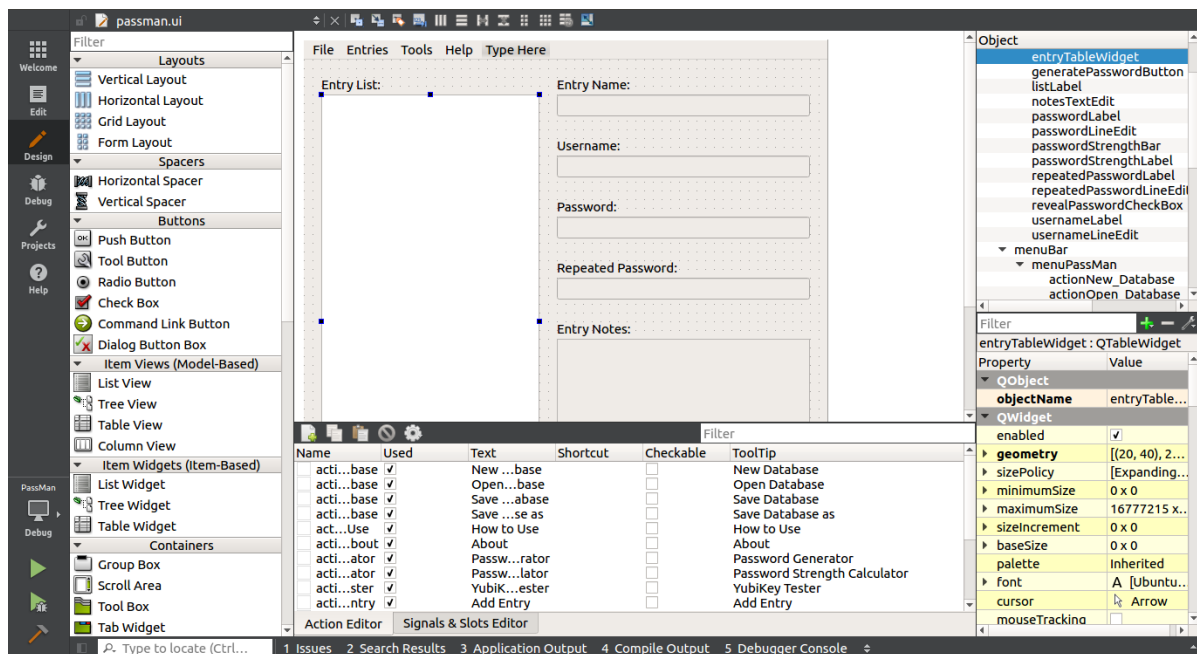 passman.ui
Welcome
Edit
Design
Debug
Projects
Help
PassMan
Debug
Filter
Layouts
Vertical Layout
Horizontal Layout
Grid Layout
Form Layout
Spacers
Horizontal Spacer
Vertical Spacer
Buttons
OK
Push Button
Tool Button
Radio Button
Check Box
Command Link Button
Dialog Button Box
Item Views (Model-Based)
List View
Tree View
Table View
Column View
Item Widgets (Item-Based)
List Widget
Tree Widget
Table Widget
Containers
Group Box
Scroll Area
Tool Box
Tab Widget
File Entries Tools Help Type Here
Entry List:
Entry Name:
Username:
Password:
Repeated Password:
Entry Notes:
Filter
Name Used Text Shortcut Checkable ToolTip
acti...base New ...base New Database
acti...base Open...base Open Database
acti...base Save ...abase Save Database
acti...base Save ...se as Save Database as
act...Use How to Use How to Use
acti...bout About About
acti...ator Passw...rator Password Generator
acti...ator Passw...lator Password Strength Calculator
acti...ster YubiK...ester YubiKey Tester
acti...ntry Add Entry Add Entry
Action Editor Signals & Slots Editor
Object
entryTableWidget
generatePasswordButton
listLabel
notesTextEdit
passwordLabel
passwordLineEdit
passwordStrengthBar
passwordStrengthLabel
repeatedPasswordLabel
repeatedPasswordLineEdit
revealPasswordCheckBox
usernameLabel
usernameLineEdit
menuBar
menuPassMan
actionNew_Database
actionOpen_Database
Filter
entryTableWidget : QTableWidget
Property Value
QObject
objectName entryTable...
QWidget
enabled
geometry [(20, 40), 2...
sizePolicy [Expanding...
minimumSize 0 x 0
maximumSize 16777215 x...
sizeIncrement 0 x 0
baseSize 0 x 0
palette Inherited
font A [Ubuntu...
cursor Arrow
mouseTracking
Type to locate (Ctrl... 1 Issues 2 Search Results 3 Application Output 4 Compile Output 5 Debugger Console